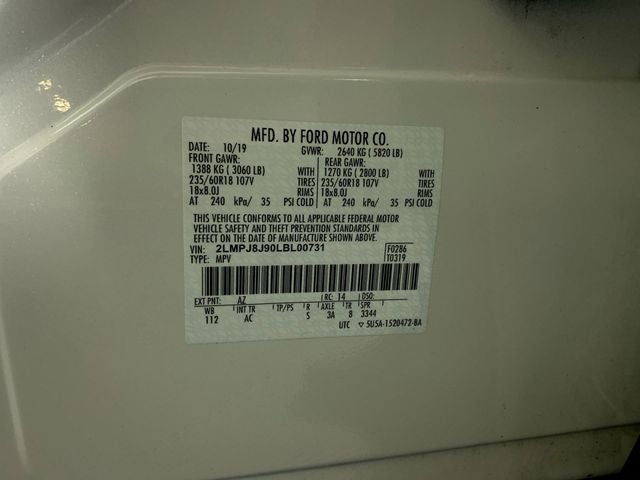 MFD. BY FORD MOTOR CO.
DATE: 10/19 GVWR: 2640 KG ( 5820 LB)
FRONT GAWR: REAR GAWR:
1388 KG ( 3060 LB) WITH 1270 KG ( 2800 LB) WITH
235/60R18 107V TIRES 235/60R18 107V TIRES
18x8.0J RIMS 18x8.0J RIMS
AT 240 kPa/ 35 PSI COLD AT 240 kPa/ 35 PSI COLD
THIS VEHICLE CONFORMS TO ALL APPLICABLE FEDERAL MOTOR
VEHICLE SAFETY AND THEFT PREVENTION STANDARDS IN
EFFECT ON THE DATE OF MANUFACTURE SHOWN ABOVE.
VIN: 2LMPJ8J90LBL00731 F0286
TYPE: MPV T0319
EXT PNT: AZ RC: 14 DSO:
WB INT TR TP/PS R AXLE TR SPR
112 AC S 3A 8 3344
UTC ▽ 5U5A-1520472-BA